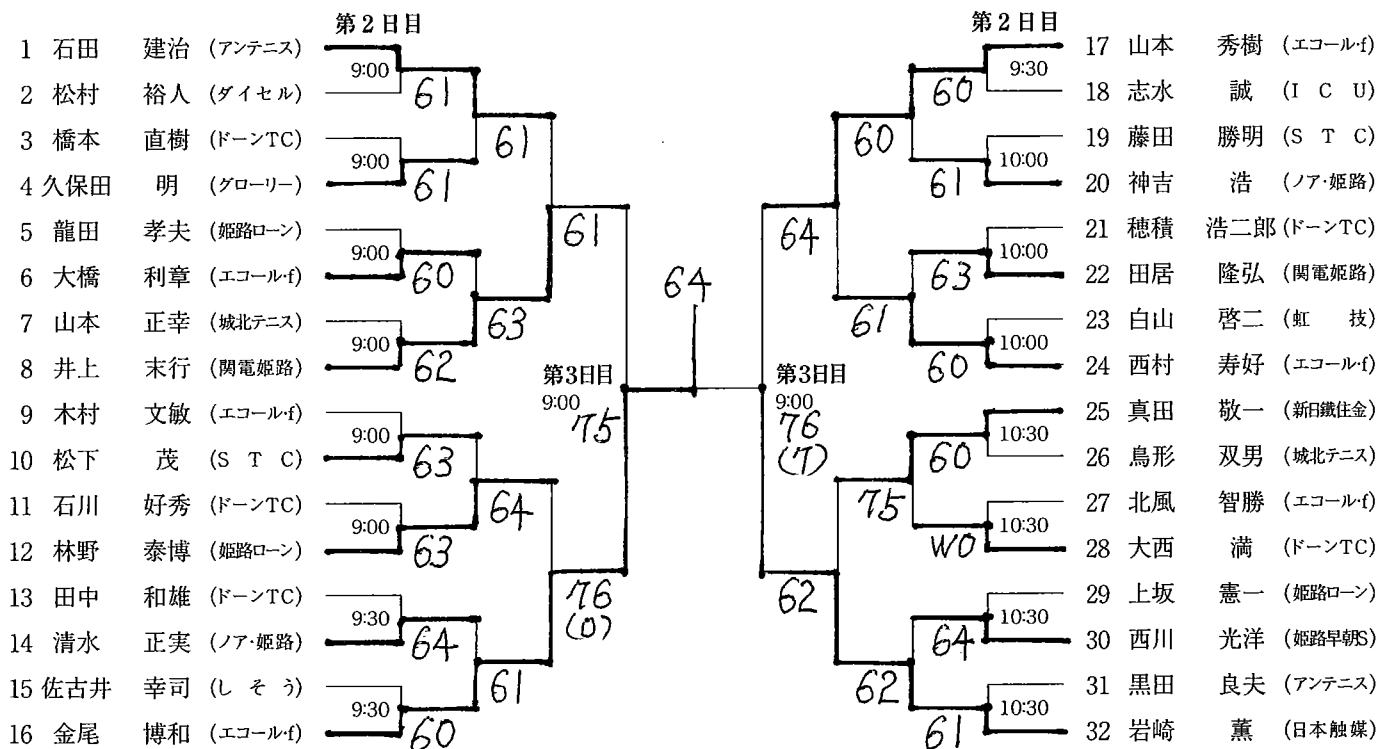 第2日目
1 石田 建治 (アンテニス)
9:00
61
2 松村 裕人 (ダイセル)
61
3 橋本 直樹 (ドーンTC)
9:00
61
4 久保田 明 (グローリー)
61
5 龍田 孝夫 (姫路ローン)
9:00
60
6 大橋 利章 (エコール・f)
63
7 山本 正幸 (城北テニス)
9:00
62
8 井上 末行 (関電姫路)
第3日目
9:00
75
9 木村 文敏 (エコール・f)
9:00
63
10 松下 茂 (S T C)
64
11 石川 好秀 (ドーンTC)
9:00
63
12 林野 泰博 (姫路ローン)
76
(0)
13 田中 和雄 (ドーンTC)
9:30
64
14 清水 正実 (ノア・姫路)
61
15 佐古井 幸司 (しそう)
9:30
60
16 金尾 博和 (エコール・f)
64
第2日目
17 山本 秀樹 (エコール・f)
9:30
60
18 志水 誠 (I C U)
60
19 藤田 勝明 (S T C)
10:00
61
20 神吉 浩 (ノア・姫路)
64
21 穂積 浩二郎 (ドーンTC)
10:00
63
22 田居 隆弘 (関電姫路)
61
23 白山 啓二 (虹 技)
10:00
60
24 西村 寿好 (エコール・f)
第3日目
9:00
76
(7)
25 真田 敬一 (新日鐵住金)
10:30
60
26 鳥形 双男 (城北テニス)
75
27 北風 智勝 (エコール・f)
10:30
WO
28 大西 満 (ドーンTC)
62
29 上坂 憲一 (姫路ローン)
10:30
64
30 西川 光洋 (姫路早朝S)
62
31 黒田 良夫 (アンテニス)
10:30
61
32 岩崎 薫 (日本触媒)